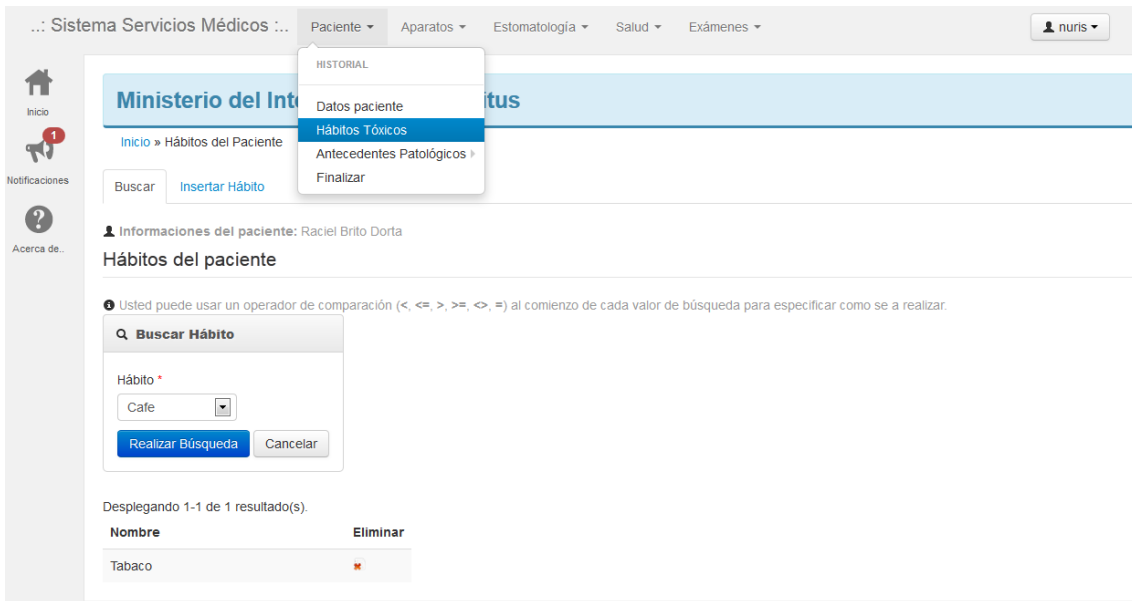 ..: Sistema Servicios Médicos :.. Paciente Aparatos Estomatología Salud Exámenes nuris
HISTORIAL
Datos paciente
Hábitos Tóxicos
Antecedentes Patológicos
Finalizar
Inicio
1
Notificaciones
Acerca de..
Ministerio del Int itus
Inicio » Hábitos del Paciente
Buscar Insertar Hábito
Informaciones del paciente: Raciel Brito Dorta
Hábitos del paciente
Usted puede usar un operador de comparación (<, <=, >, >=, <>, =) al comienzo de cada valor de búsqueda para especificar como se a realizar.
Buscar Hábito
Hábito *
Cafe
Realizar Búsqueda Cancelar
Desplegando 1-1 de 1 resultado(s).
Nombre Eliminar
Tabaco